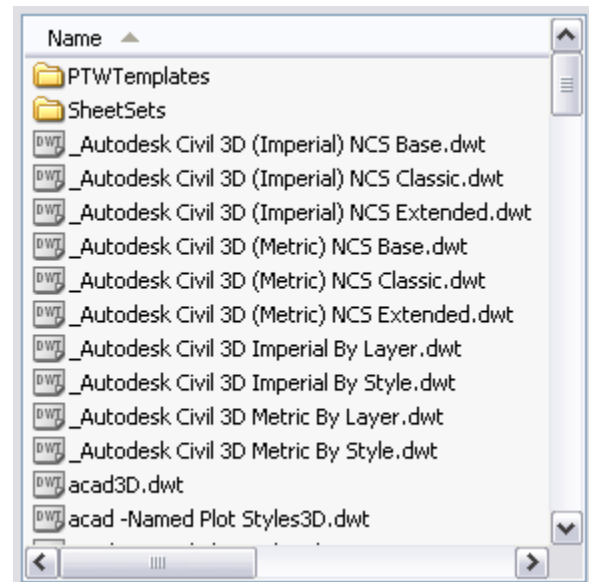 Name
PTWTemplates
SheetSets
_Autodesk Civil 3D (Imperial) NCS Base.dwt
_Autodesk Civil 3D (Imperial) NCS Classic.dwt
_Autodesk Civil 3D (Imperial) NCS Extended.dwt
_Autodesk Civil 3D (Metric) NCS Base.dwt
_Autodesk Civil 3D (Metric) NCS Classic.dwt
_Autodesk Civil 3D (Metric) NCS Extended.dwt
_Autodesk Civil 3D Imperial By Layer.dwt
_Autodesk Civil 3D Imperial By Style.dwt
_Autodesk Civil 3D Metric By Layer.dwt
_Autodesk Civil 3D Metric By Style.dwt
acad3D.dwt
acad -Named Plot Styles3D.dwt